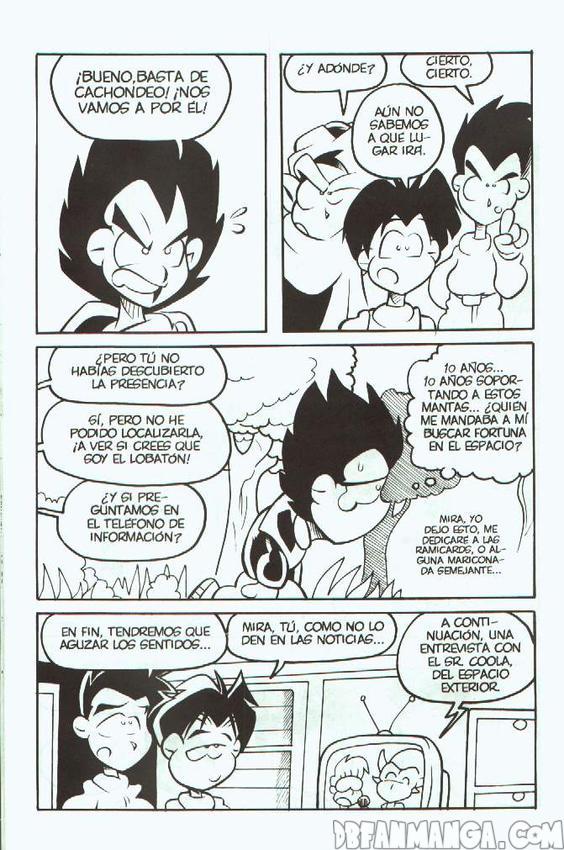 ¡BUENO, BASTA DE
CACHONDEO! ¡NOS
VAMOS A POR ÉL!
¿Y ADÓNDE?
CIERTO,
CIERTO.
AÚN NO
SABEMOS
A QUE LU-
GAR IRA.
¿PERO TÚ NO
HABÍAS DESCUBIERTO
LA PRESENCIA?
SÍ, PERO NO HE
PODIDO LOCALIZARLA,
¡A VER SI CREES QUE
SOY EL LOBATÓN!
¿Y SI PRE-
GÚNTAMOS EN
EL TELÉFONO DE
INFORMACIÓN?
10 AÑOS...
10 AÑOS SOPOR-
TANDO A ESTOS
MANTAS... ¿QUIÉN
ME MANDABA A MÍ
BUSCAR FORTUNA
EN EL ESPACIO?
MIRA, YO
DEJO ESTO, ME
DEDICARÉ A LAS
RAMICARDS, O AL-
GUNA MARICONA-
DA SEMEJANTE...
EN FIN, TENDREMOS QUE
AGUZAR LOS SENTIDOS...
MIRA, TÚ, COMO NO LO
DEN EN LAS NOTICIAS...
A CONTI-
NUACIÓN, UNA
ENTREVISTA CON
EL SR. COOLA,
DEL ESPACIO
EXTERIOR.
DBFANMANGA.COM